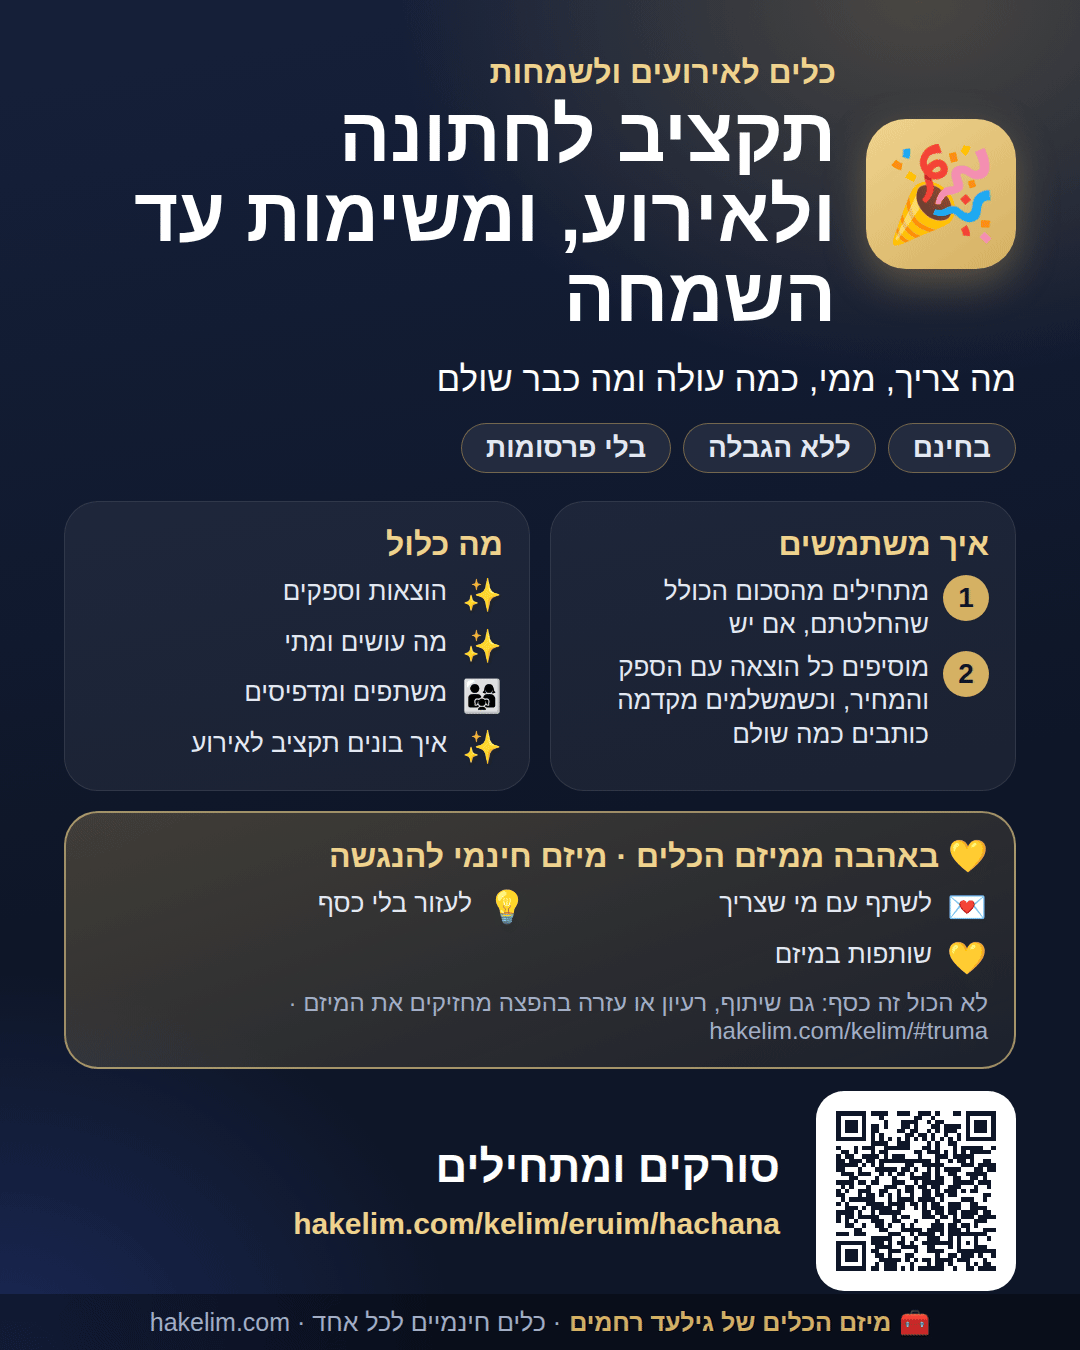 כלים לאירועים ולשמחות
תקציב לחתונה
ולאירוע, ומשימות עד
השמחה
מה צריך, ממי, כמה עולה ומה כבר שולם
בחינם
ללא הגבלה
בלי פרסומות
איך משתמשים
1 מתחילים מהסכום הכולל
שהחלטתם, אם יש
2 מוסיפים כל הוצאה עם הספק
והמחיר, וכשמשלמים מקדמה
כותבים כמה שולם
מה כלול
הוצאות וספקים
מה עושים ומתי
משתפים ומדפיסים
איך בונים תקציב לאירוע
באהבה ממיזם הכלים · מיזם חינמי להנגשה
לשתף עם מי שצריך
לעזור בלי כסף
שותפות במיזם
לא הכול זה כסף: גם שיתוף, רעיון או עזרה בהפצה מחזיקים את המיזם ·
hakelim.com/kelim/#truma
סורקים ומתחילים
hakelim.com/kelim/eruim/hachana
מיזם הכלים של גילעד רחמים · כלים חינמיים לכל אחד · hakelim.com